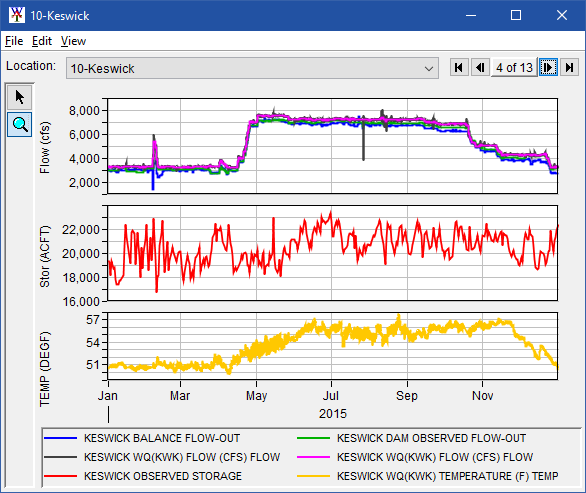 10-Keswick
File Edit View
Location: 10-Keswick 4 of 13
Flow (cfs)
8,000
6,000
4,000
2,000
Stor (ACFT)
22,000
20,000
18,000
16,000
TEMP (DEGF)
57
54
51
Jan Mar May Jul Sep Nov
2015
KESWICK BALANCE FLOW-OUT KESWICK DAM OBSERVED FLOW-OUT
KESWICK WQ(KWK) FLOW (CFS) FLOW KESWICK WQ(KWK) FLOW (CFS) FLOW
KESWICK OBSERVED STORAGE KESWICK WQ(KWK) TEMPERATURE (F) TEMP